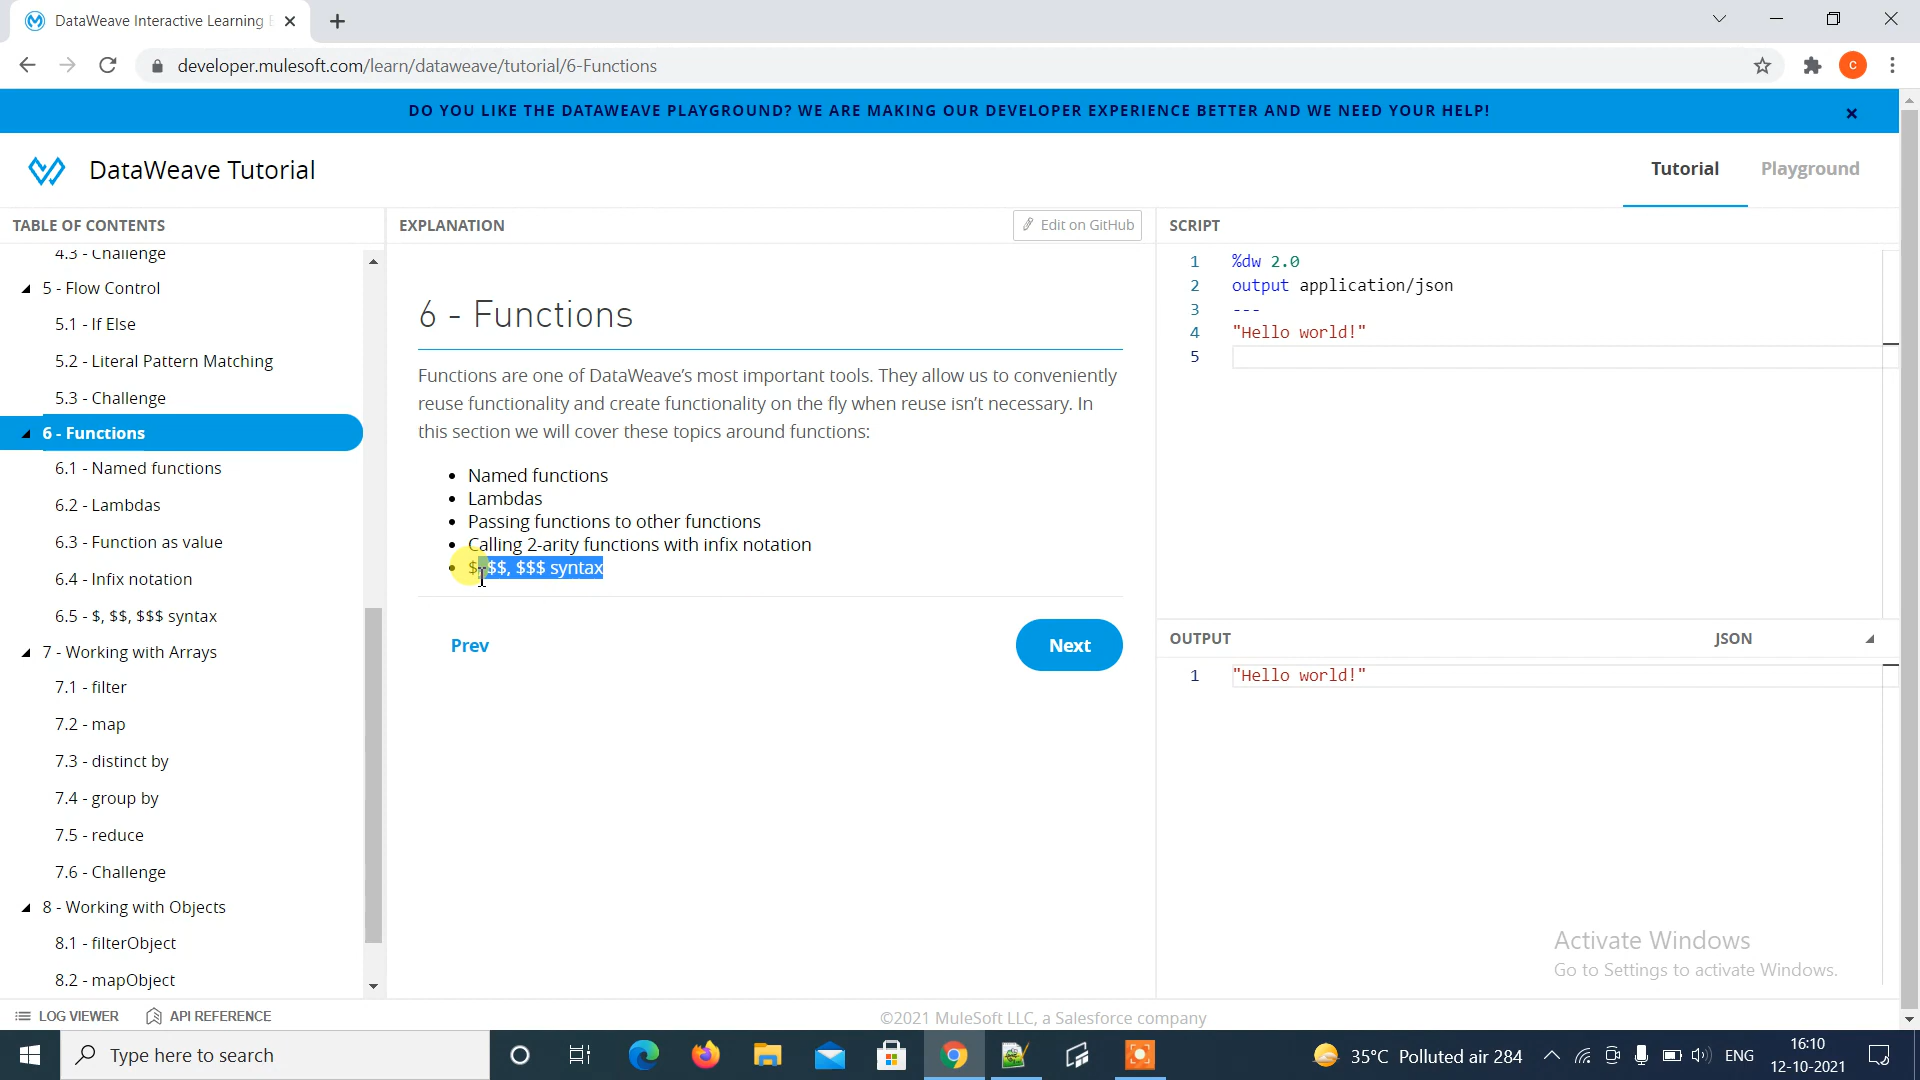 DataWeave Interactive Learning
developer.mulesoft.com/learn/dataweave/tutorial/6-Functions
C
DO YOU LIKE THE DATAWEAVE PLAYGROUND? WE ARE MAKING OUR DEVELOPER EXPERIENCE BETTER AND WE NEED YOUR HELP!
DataWeave Tutorial
Tutorial
Playground
TABLE OF CONTENTS
4.3 - Challenge
5 - Flow Control
5.1 - If Else
5.2 - Literal Pattern Matching
5.3 - Challenge
6 - Functions
6.1 - Named functions
6.2 - Lambdas
6.3 - Function as value
6.4 - Infix notation
6.5 - $, $$, $$$ syntax
7 - Working with Arrays
7.1 - filter
7.2 - map
7.3 - distinct by
7.4 - group by
7.5 - reduce
7.6 - Challenge
8 - Working with Objects
8.1 - filterObject
8.2 - mapObject
EXPLANATION
Edit on GitHub
6 - Functions
Functions are one of DataWeave’s most important tools. They allow us to conveniently
reuse functionality and create functionality on the fly when reuse isn’t necessary. In
this section we will cover these topics around functions:
• Named functions
• Lambdas
• Passing functions to other functions
• Calling 2-arity functions with infix notation
• $, $$, $$$ syntax
Prev
Next
SCRIPT
1 %dw 2.0
2 output application/json
3 ---
4 "Hello world!"
5
OUTPUT
JSON
1 "Hello world!"
Activate Windows
Go to Settings to activate Windows.
LOG VIEWER
API REFERENCE
©2021 MuleSoft LLC, a Salesforce company
Type here to search
35°C Polluted air 284
ENG
16:10
12-10-2021